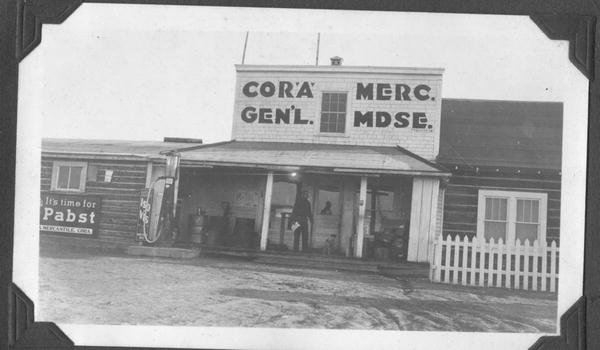 CORA MERC.
GEN'L. MDSE.
It's time for
Pabst
MERCANTILE, CORA.